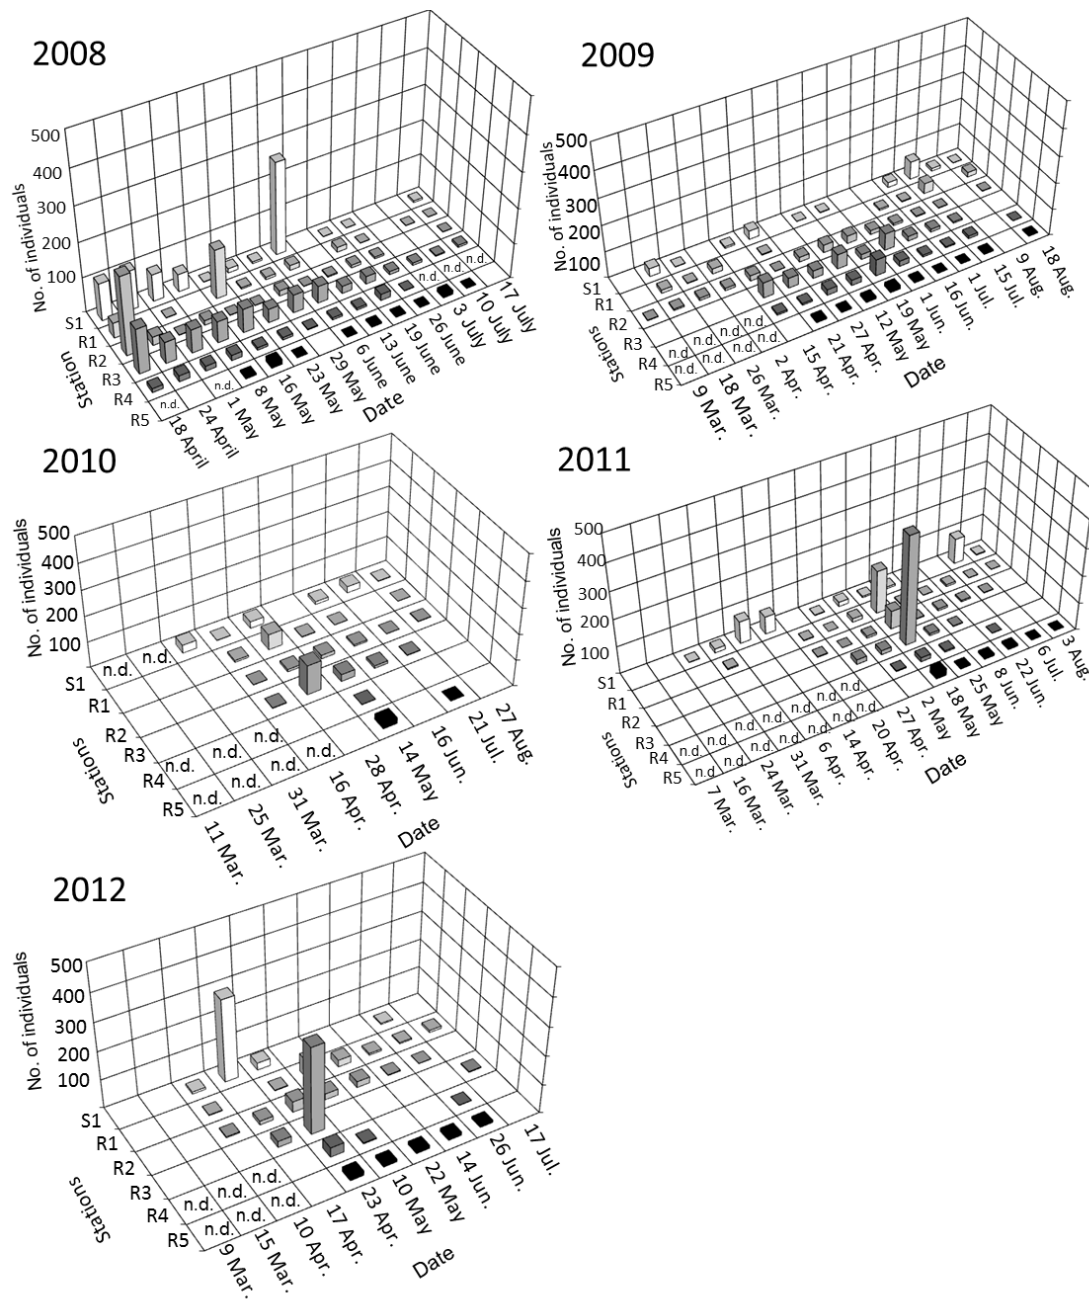 2008
500
400
300
200
100
No. of individuals
S1
R1
R2
R3
R4
R5
Station
n.d.
n.d.
n.d.
n.d.
n.d.
18 April
24 April
1 May
8 May
16 May
23 May
29 May
6 June
13 June
19 June
26 June
3 July
10 July
17 July
Date
2009
500
400
300
200
100
No. of individuals
S1
R1
R2
R3
R4
R5
Stations
n.d.
n.d.
n.d.
n.d.
n.d.
n.d.
n.d.
n.d.
9 Mar.
18 Mar.
26 Mar.
2 Apr.
15 Apr.
21 Apr.
27 Apr.
12 May
19 May
1 Jun.
16 Jun.
1 Jul.
15 Jul.
9 Aug.
18 Aug.
Date
2010
500
400
300
200
100
No. of individuals
S1
R1
R2
R3
R4
R5
Stations
n.d.
n.d.
n.d.
n.d.
n.d.
n.d.
n.d.
n.d.
n.d.
11 Mar.
25 Mar.
31 Mar.
16 Apr.
28 Apr.
14 May
16 Jun.
21 Jul.
27 Aug.
Date
2011
500
400
300
200
100
No. of individuals
S1
R1
R2
R3
R4
R5
Stations
n.d.
n.d.
n.d.
n.d.
n.d.
n.d.
n.d.
n.d.
n.d.
n.d.
n.d.
n.d.
n.d.
n.d.
7 Mar.
16 Mar.
24 Mar.
31 Mar.
6 Apr.
14 Apr.
20 Apr.
27 Apr.
2 May
18 May
25 May
8 Jun.
22 Jun.
6 Jul.
3 Aug.
Date
2012
500
400
300
200
100
No. of individuals
S1
R1
R2
R3
R4
R5
Stations
n.d.
n.d.
n.d.
n.d.
n.d.
n.d.
9 Mar.
15 Mar.
10 Apr.
17 Apr.
23 Apr.
10 May
22 May
14 Jun.
26 Jun.
17 Jul.
Date